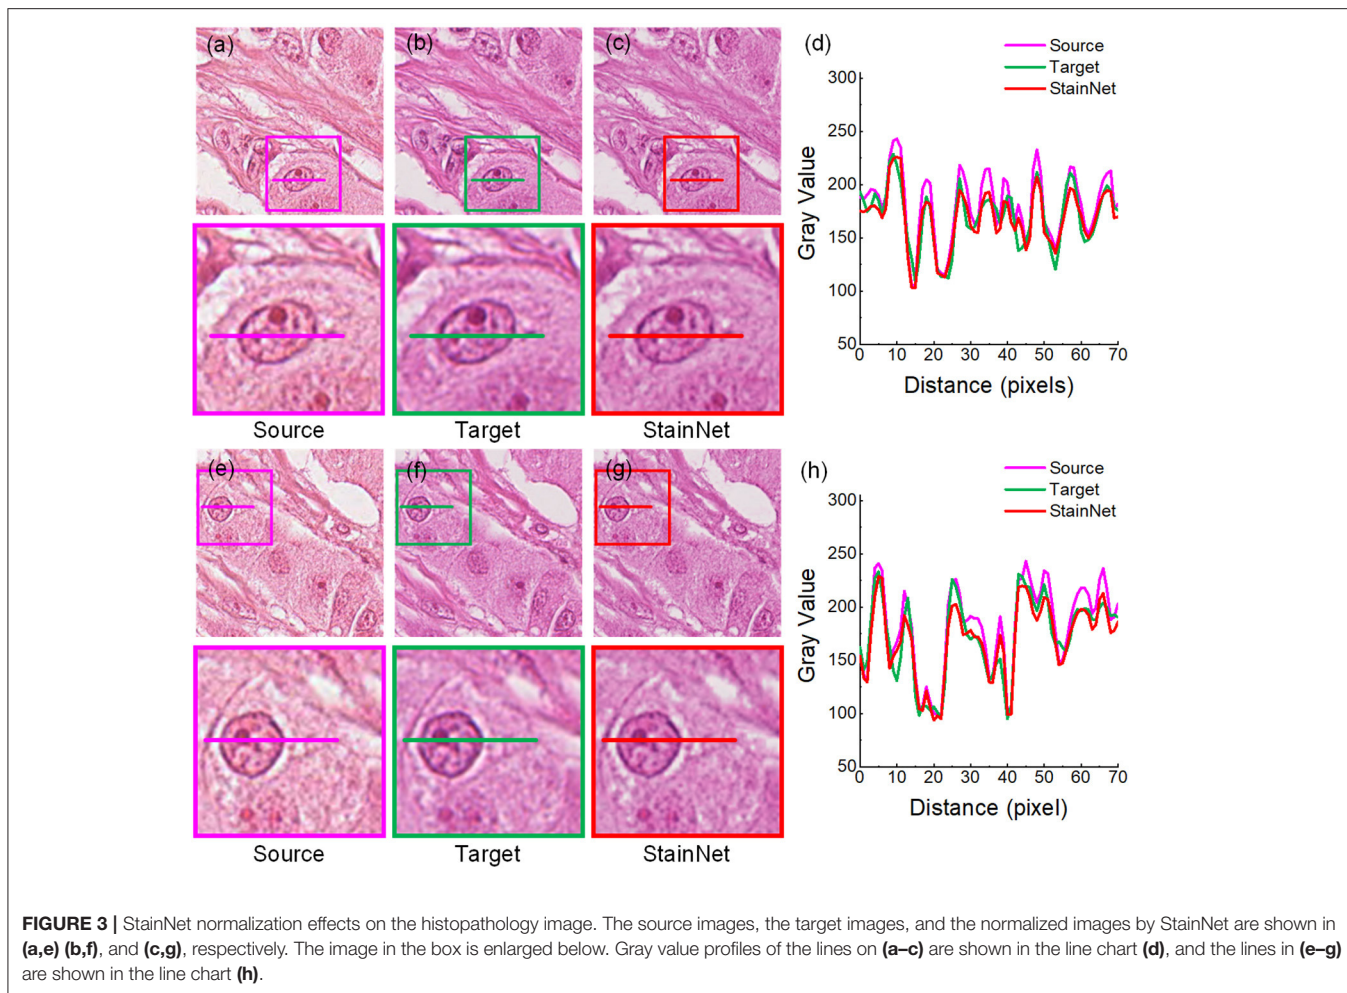 (a)
(b)
(c)
Source
Target
StainNet
(d)
Source
Target
StainNet
300
250
200
150
100
50
Gray Value
0 10 20 30 40 50 60 70
Distance (pixels)
(e)
(f)
(g)
Source
Target
StainNet
(h)
Source
Target
StainNet
300
250
200
150
100
50
Gray Value
0 10 20 30 40 50 60 70
Distance (pixel)
FIGURE 3 | StainNet normalization effects on the histopathology image. The source images, the target images, and the normalized images by StainNet are shown in
(a,e) (b,f), and (c,g), respectively. The image in the box is enlarged below. Gray value profiles of the lines on (a–c) are shown in the line chart (d), and the lines in (e–g)
are shown in the line chart (h).